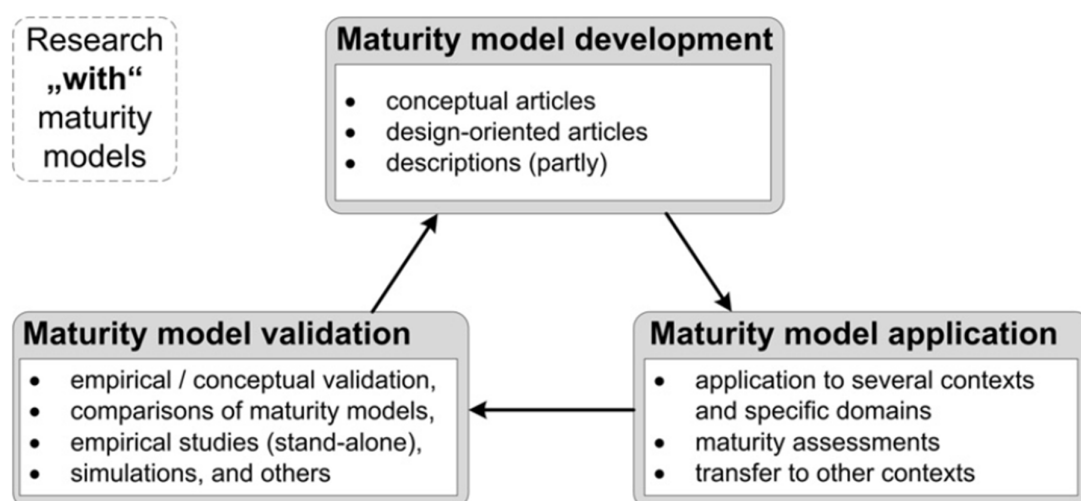 Research
„with“
maturity
models
Maturity model development
• conceptual articles
• design-oriented articles
• descriptions (partly)
Maturity model validation
• empirical / conceptual validation,
• comparisons of maturity models,
• empirical studies (stand-alone),
• simulations, and others
Maturity model application
• application to several contexts
and specific domains
• maturity assessments
• transfer to other contexts